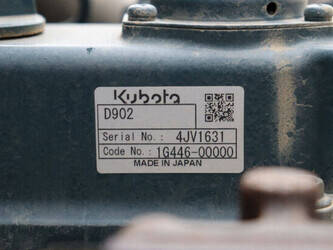 Kubota
D902
Serial No.: 4JV1631
Code No.: 1G446-00000
MADE IN JAPAN